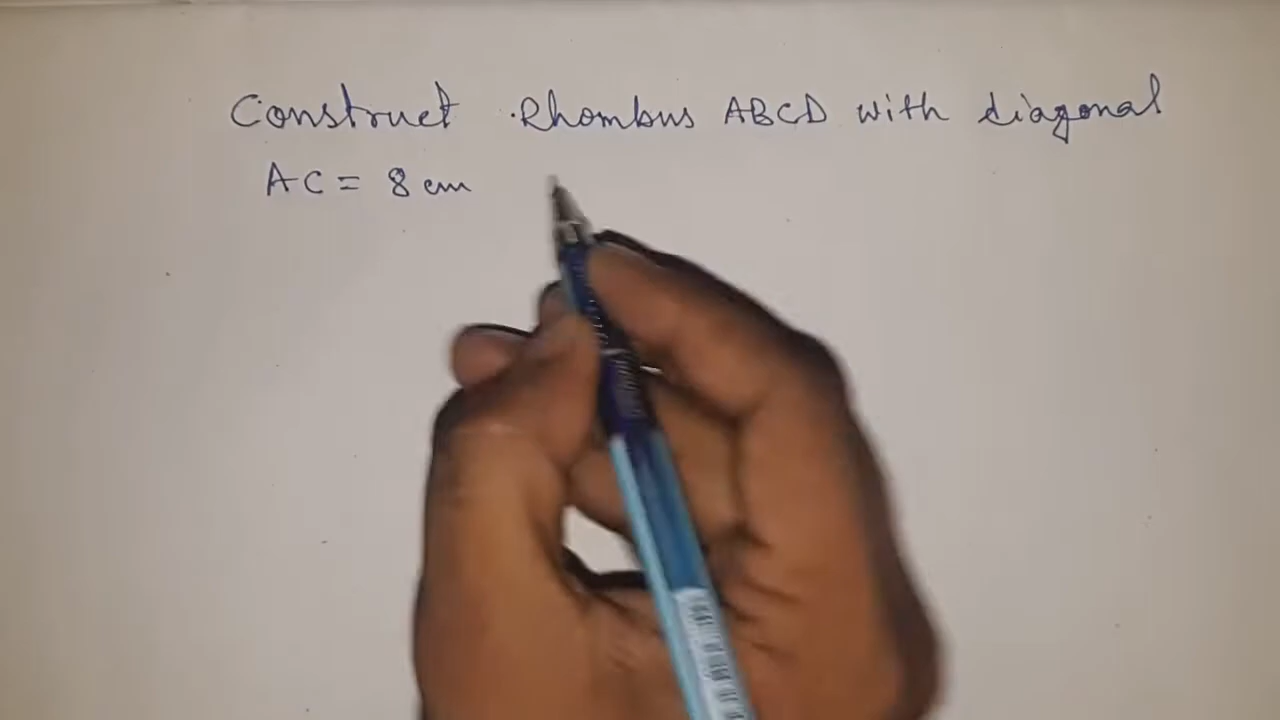 Construct Rhombus ABCD with diagonal
AC = 8 cm